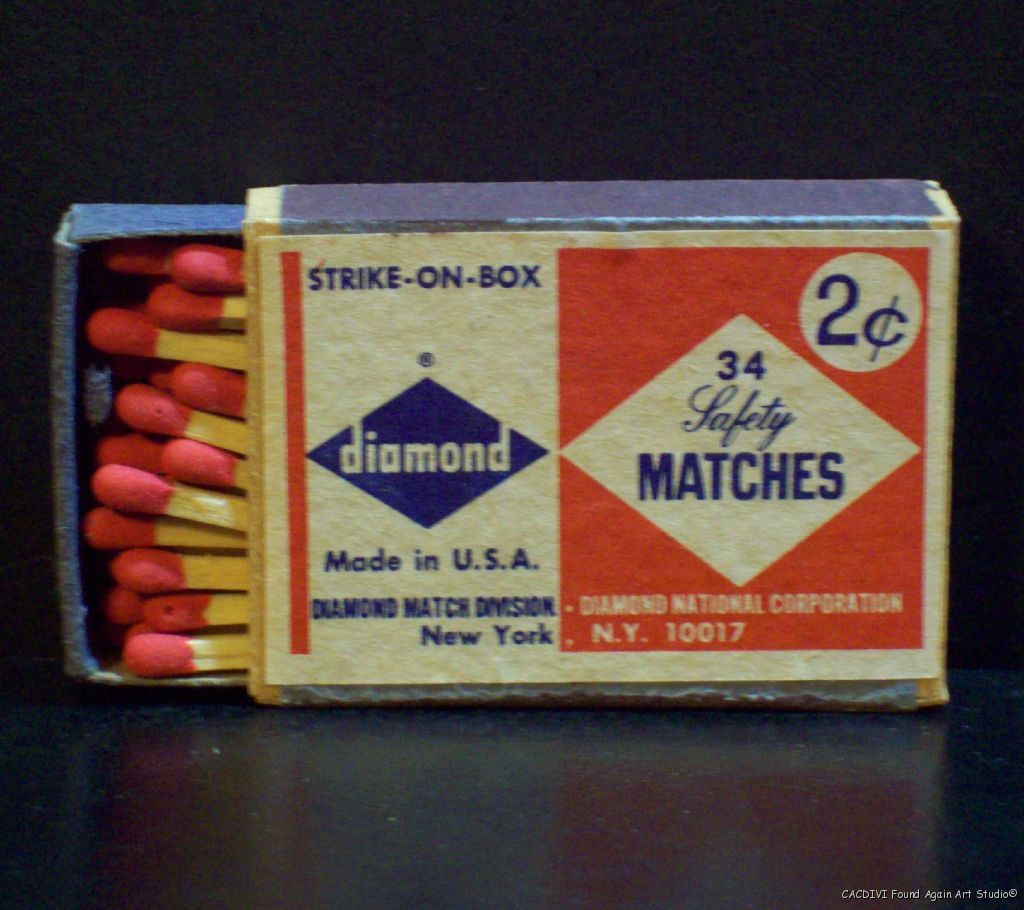 STRIKE-ON-BOX
®
diamond
Made in U.S.A.
2¢
34
Safety
MATCHES
DIAMOND MATCH DIVISION - DIAMOND NATIONAL CORPORATION
New York, N.Y. 10017
CACDIVI Found Again Art Studio©